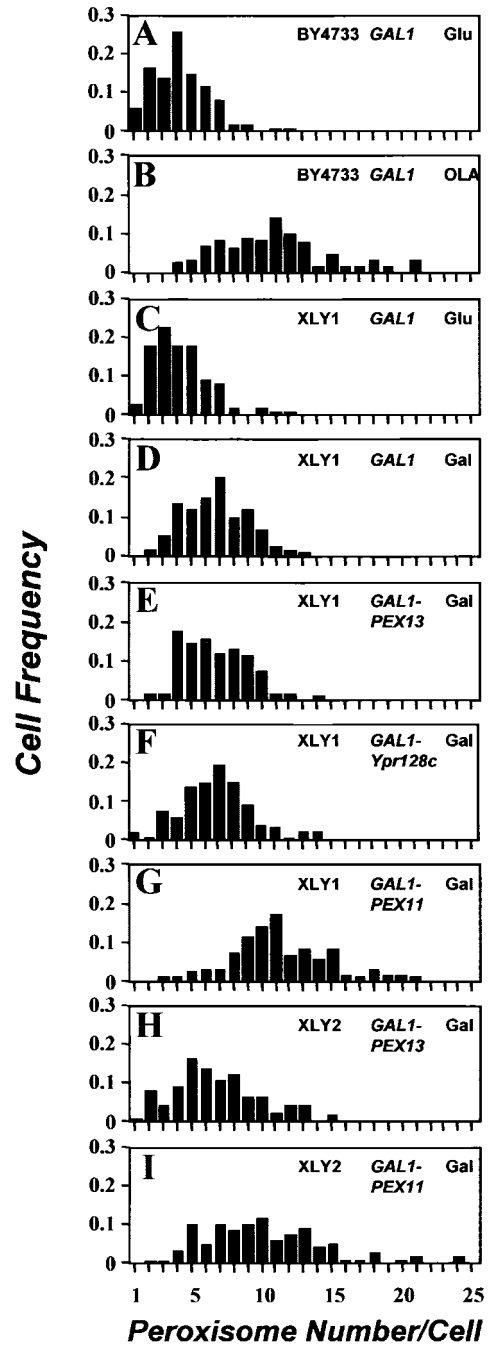 Cell Frequency
0.3
A BY4733 GAL1 Glu
0.2
0.1
0
0.3
B BY4733 GAL1 OLA
0.2
0.1
0
0.3
C XLY1 GAL1 Glu
0.2
0.1
0
0.3
D XLY1 GAL1 Gal
0.2
0.1
0
0.3
E XLY1 GAL1- Gal
PEX13
0.2
0.1
0
0.3
F XLY1 GAL1- Gal
Ypr128c
0.2
0.1
0
0.3
G XLY1 GAL1- Gal
PEX11
0.2
0.1
0
0.3
H XLY2 GAL1- Gal
PEX13
0.2
0.1
0
0.3
I XLY2 GAL1- Gal
PEX11
0.2
0.1
0
1 5 10 15 20 25
Peroxisome Number/Cell